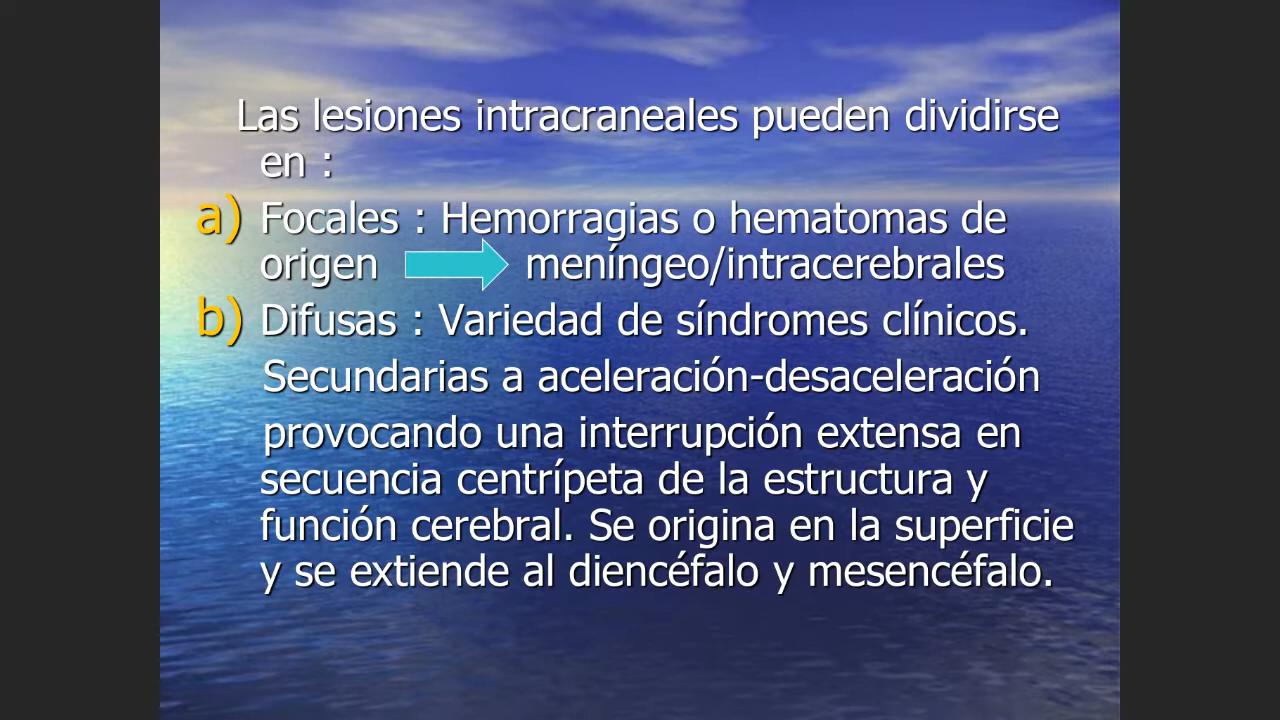 Las lesiones intracraneales pueden dividirse
en :
a) Focales : Hemorragias o hematomas de
origen meníngeo/intracerebrales
b) Difusas : Variedad de síndromes clínicos.
Secundarias a aceleración-desaceleración
provocando una interrupción extensa en
secuencia centrípeta de la estructura y
función cerebral. Se origina en la superficie
y se extiende al diencéfalo y mesencéfalo.